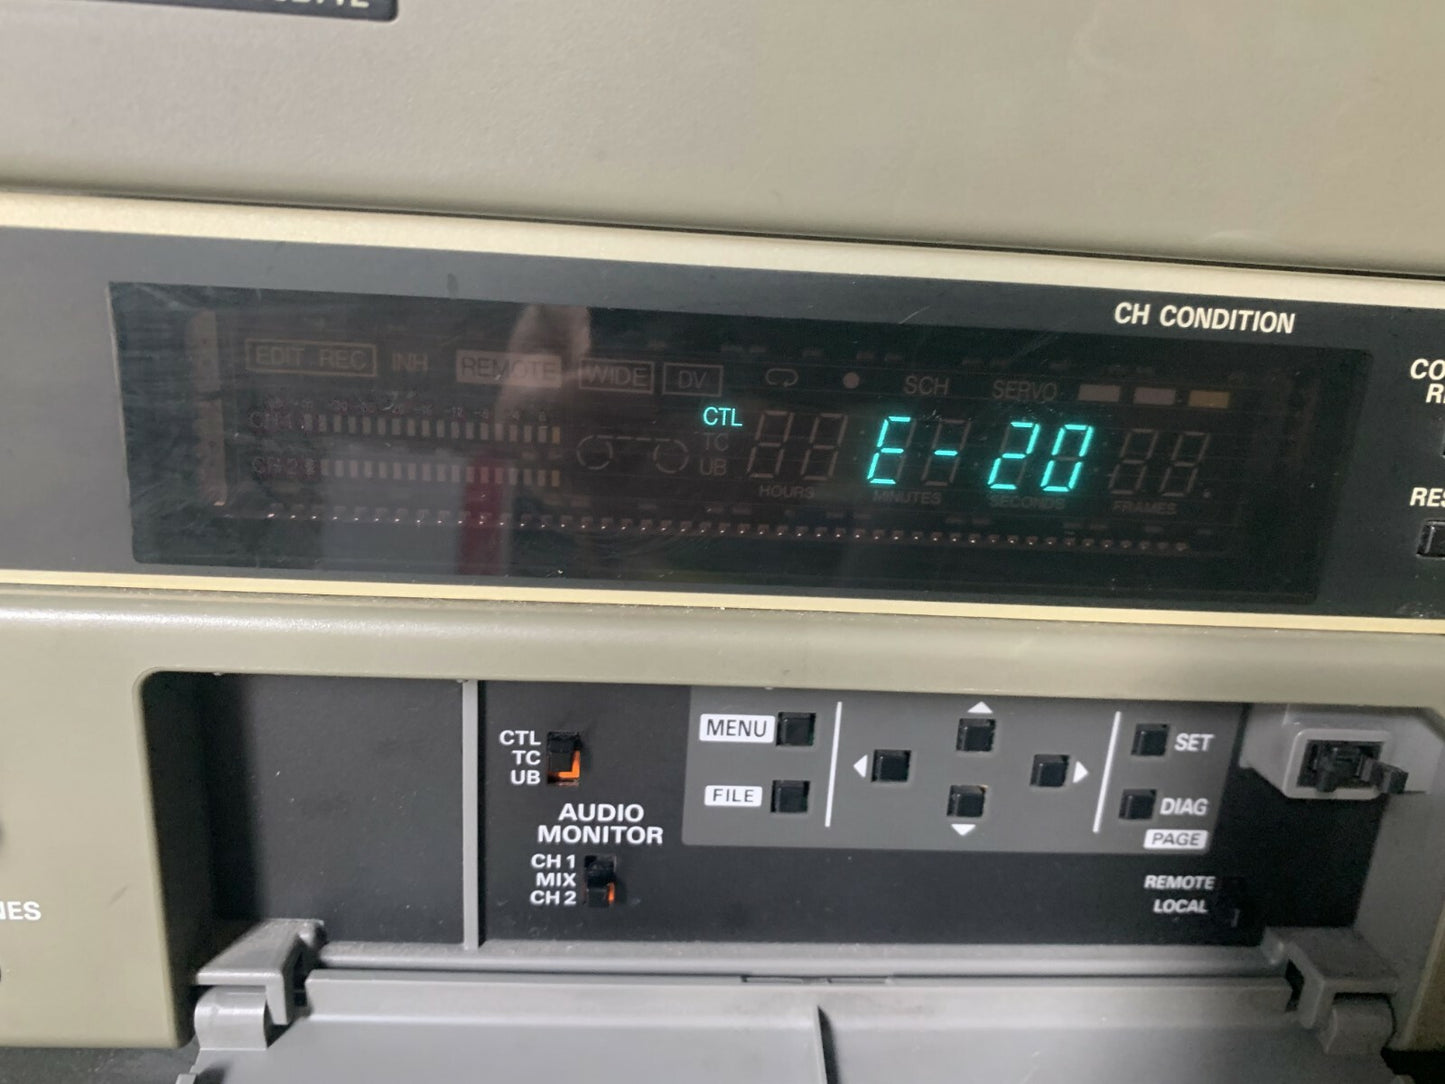 CH CONDITION
EDIT REC INH REMOTE WIDE DV SCH SERVO
CTL
TC
UB
CH 1
CH 2
E-20
HOURS MINUTES SECONDS FRAMES
CTL
TC
UB
AUDIO
MONITOR
CH 1
MIX
CH 2
MENU
FILE
SET
DIAG
PAGE
REMOTE
LOCAL